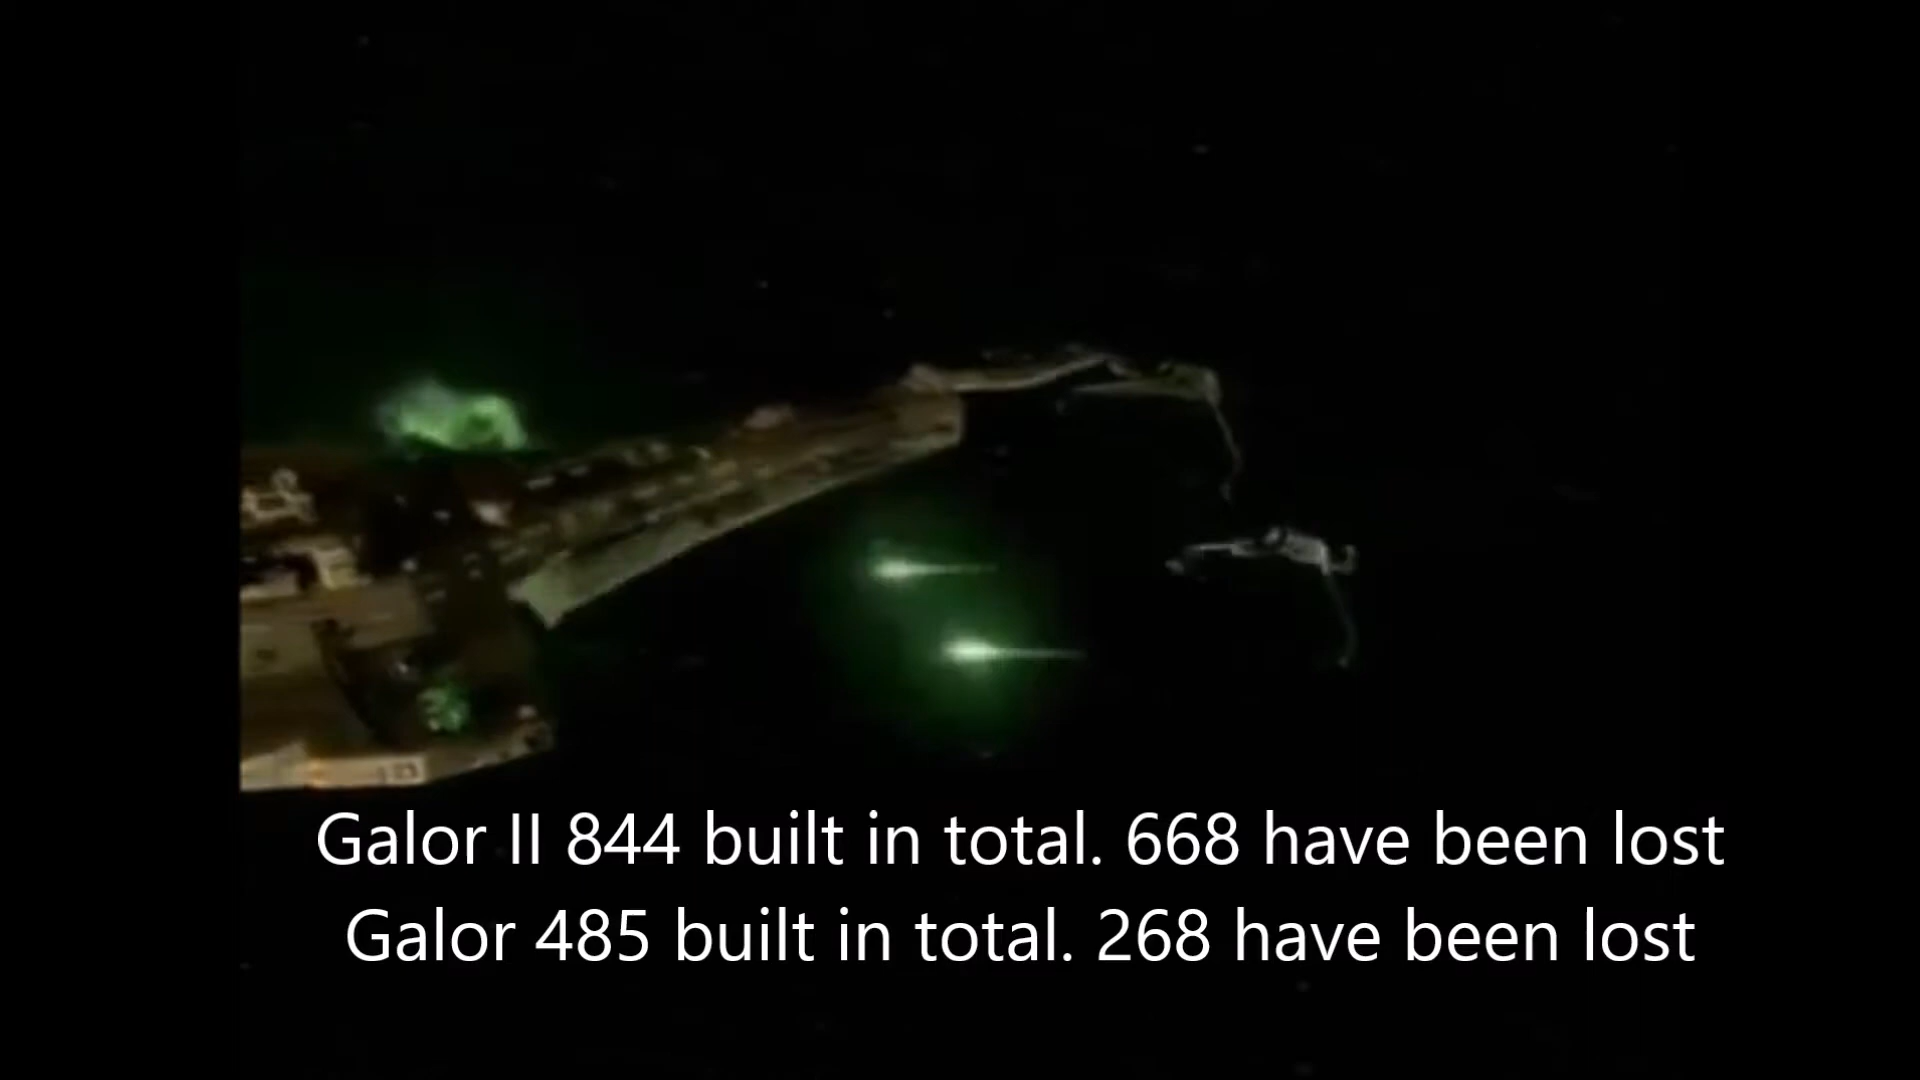 Galor II 844 built in total. 668 have been lost
Galor 485 built in total. 268 have been lost